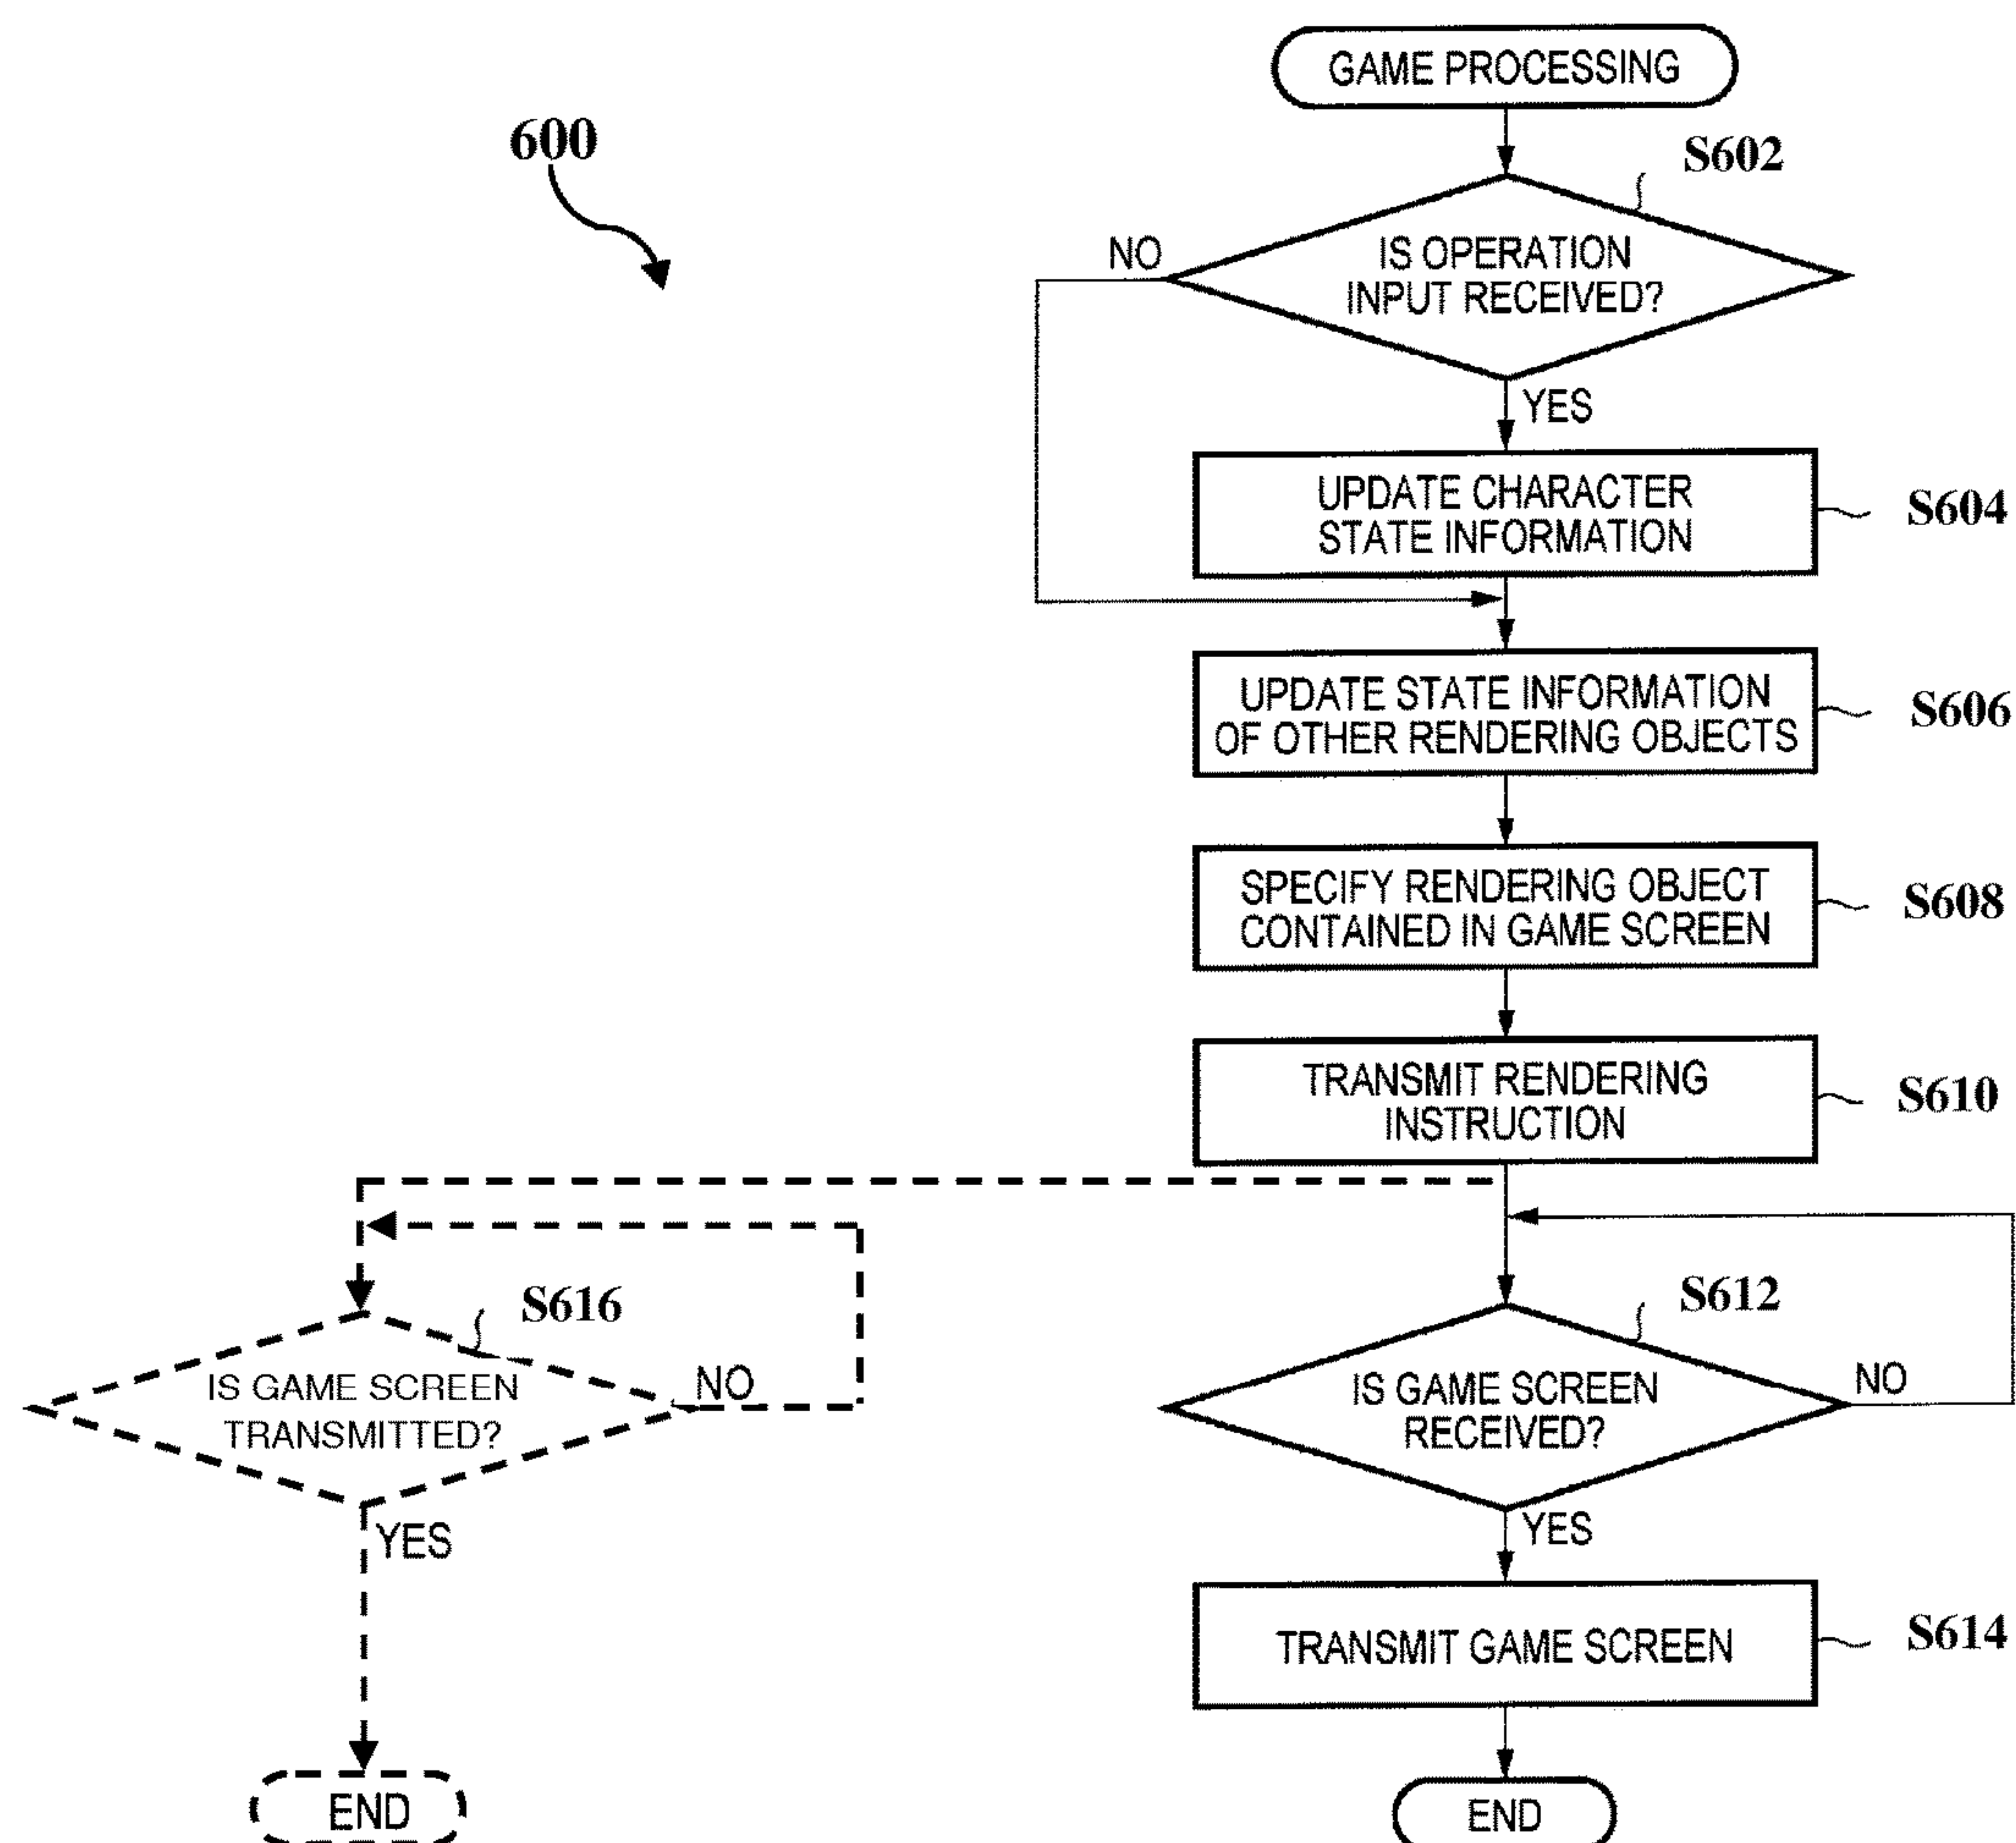 GAME PROCESSING
600
S602
NO
IS OPERATION
INPUT RECEIVED?
YES
UPDATE CHARACTER
STATE INFORMATION
S604
UPDATE STATE INFORMATION
OF OTHER RENDERING OBJECTS
S606
SPECIFY RENDERING OBJECT
CONTAINED IN GAME SCREEN
S608
TRANSMIT RENDERING
INSTRUCTION
S610
S616
IS GAME SCREEN
TRANSMITTED?
NO
YES
END
S612
IS GAME SCREEN
RECEIVED?
NO
YES
TRANSMIT GAME SCREEN
S614
END